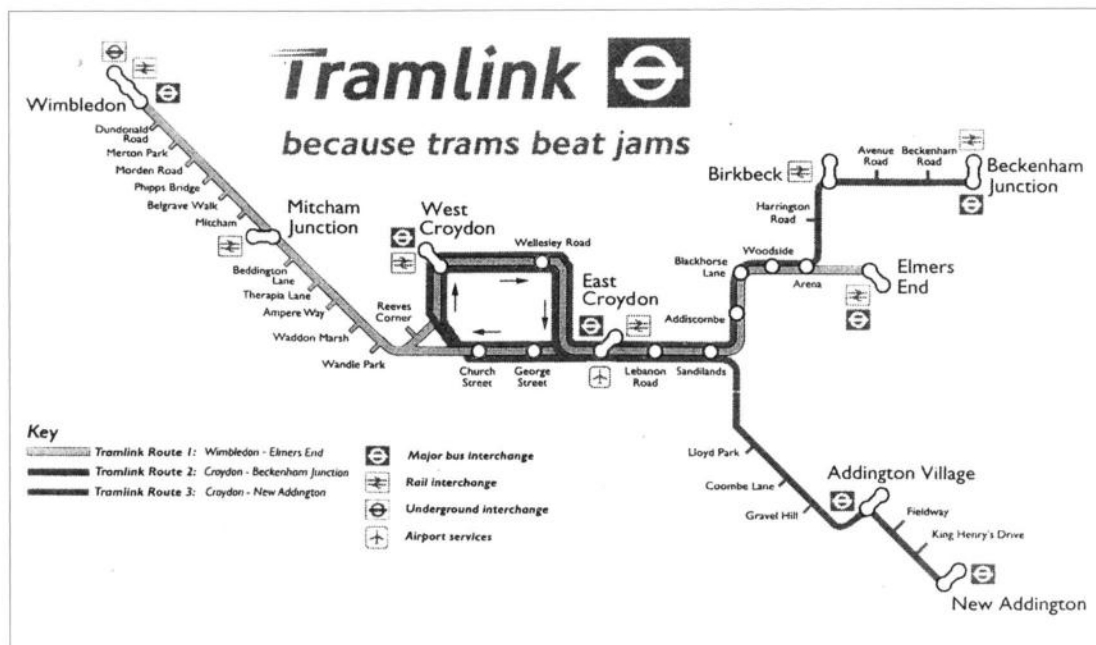 Tramlink
because trams beat jams
Wimbledon
Dundonald
Road
Merton Park
Morden Road
Phipps Bridge
Belgrave Walk
Mitcham
Mitcham
Junction
Beddington
Lane
Therapia Lane
Ampere Way
Waddon Marsh
Wandle Park
Reeves
Corner
West
Croydon
Wellesley Road
East
Croydon
Church
Street
George
Street
Lebanon
Road
Sandilands
Addiscombe
Blackhorse
Lane
Woodside
Arena
Elmers
End
Harrington
Road
Birkbeck
Avenue
Road
Beckenham
Road
Beckenham
Junction
Lloyd Park
Coombe Lane
Gravel Hill
Addington Village
Fieldway
King Henry's Drive
New Addington
Key
Tramlink Route 1: Wimbledon - Elmers End
Tramlink Route 2: Croydon - Beckenham Junction
Tramlink Route 3: Croydon - New Addington
Major bus interchange
Rail interchange
Underground interchange
Airport services